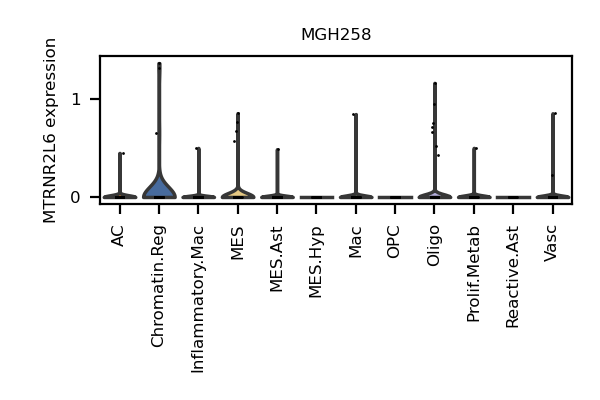 MGH258
MTRNR2L6 expression
1
0
AC
Chromatin.Reg
Inflammatory.Mac
MES
MES.Ast
MES.Hyp
Mac
OPC
Oligo
Prolif.Metab
Reactive.Ast
Vasc